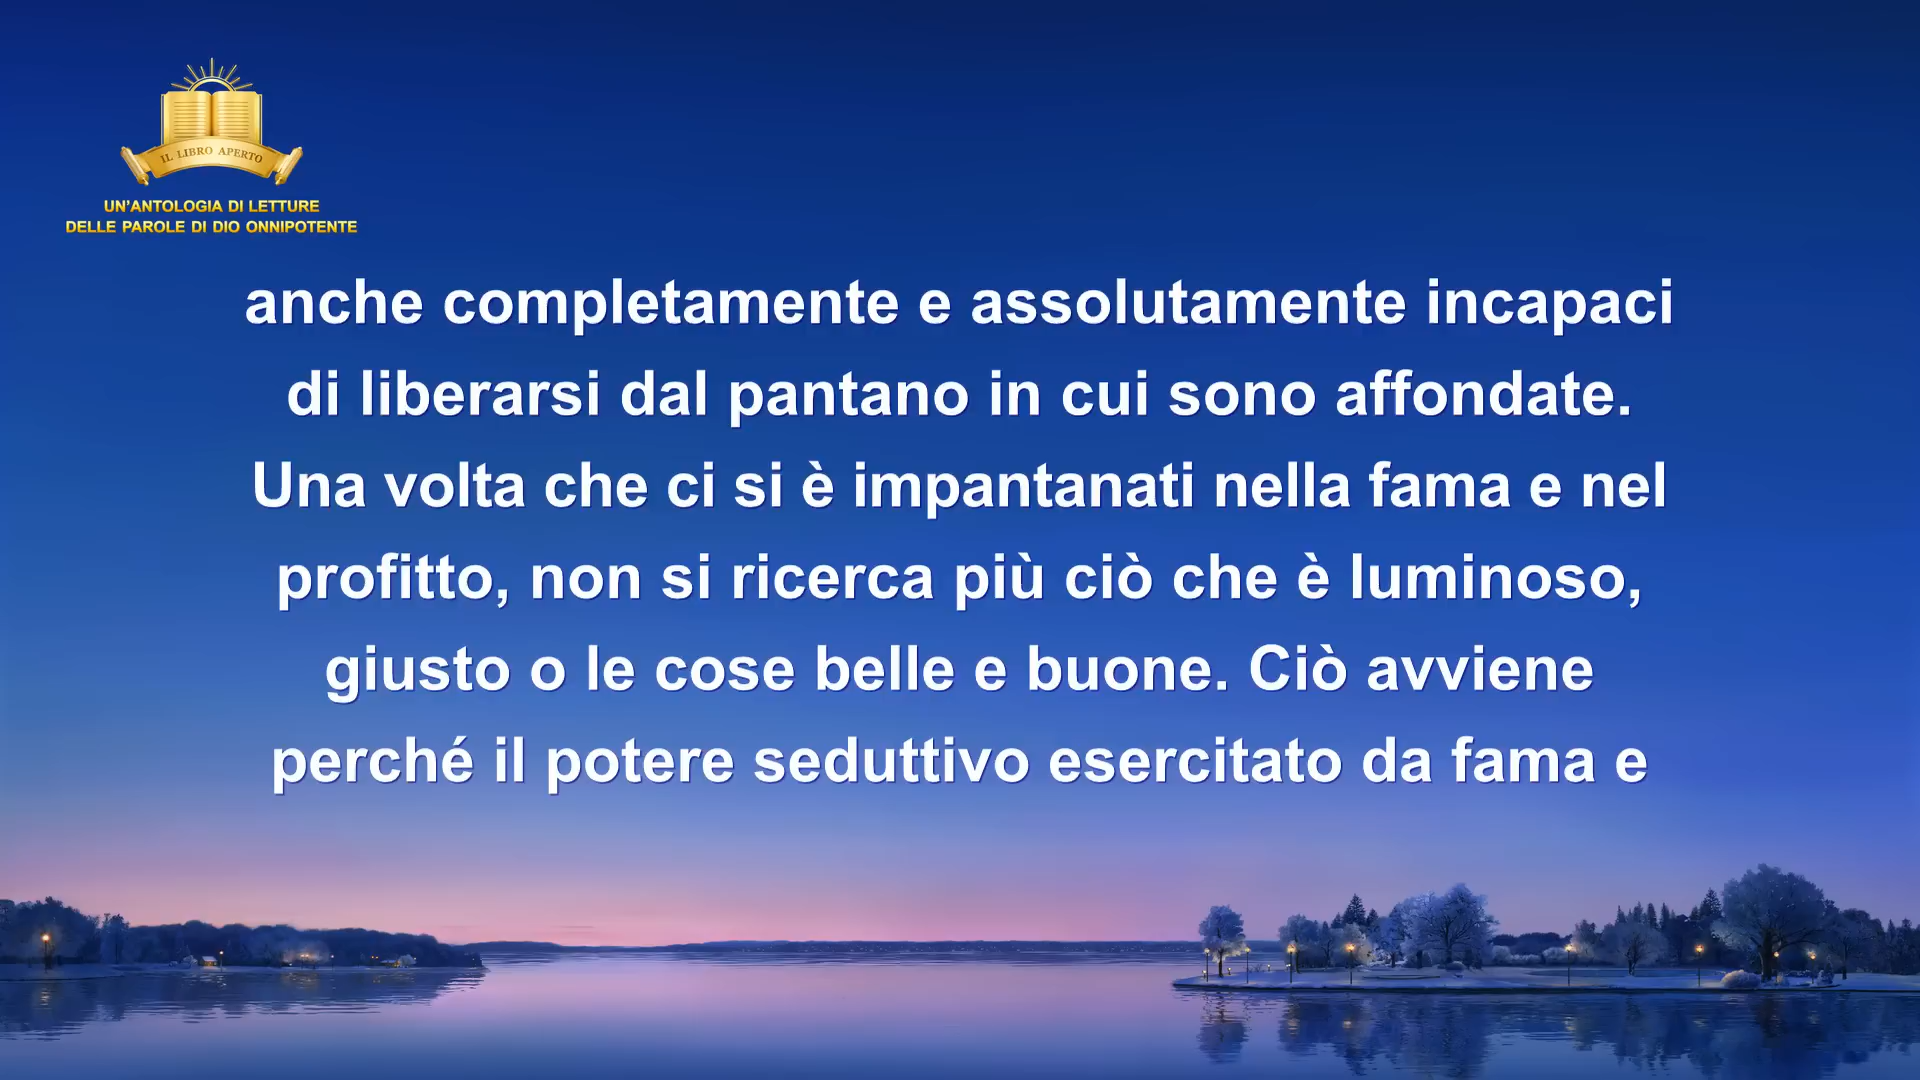 IL LIBRO APERTO
UN'ANTOLOGIA DI LETTURE
DELLE PAROLE DI DIO ONNIPOTENTE
anche completamente e assolutamente incapaci
di liberarsi dal pantano in cui sono affondate.
Una volta che ci si è impantanati nella fama e nel
profitto, non si ricerca più ciò che è luminoso,
giusto o le cose belle e buone. Ciò avviene
perché il potere seduttivo esercitato da fama e